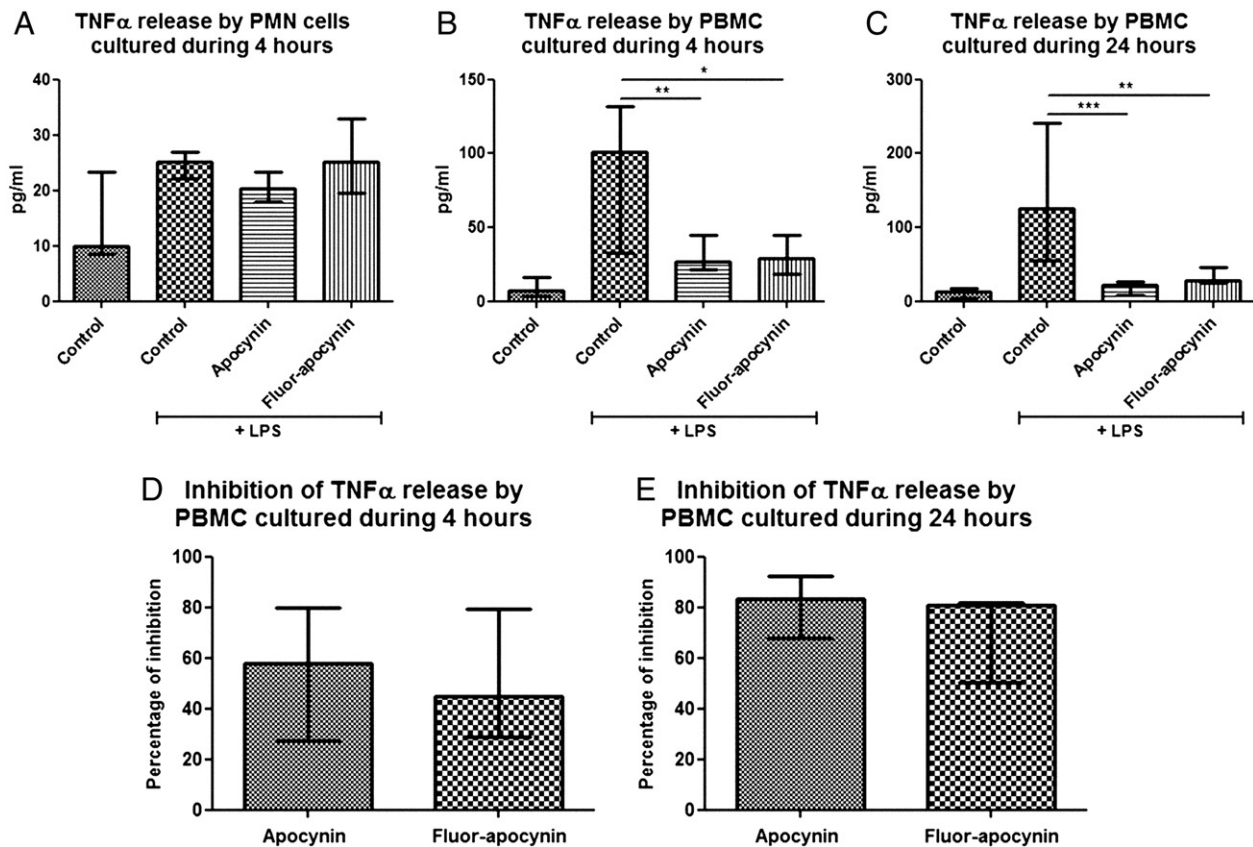 A
TNFα release by PMN cells
cultured during 4 hours
pg/ml
40
30
20
10
0
Control
Control
Apocynin
Fluor-apocynin
+ LPS
B
TNFα release by PBMC
cultured during 4 hours
pg/ml
150
100
50
0
*
**
Control
Control
Apocynin
Fluor-apocynin
+ LPS
C
TNFα release by PBMC
cultured during 24 hours
pg/ml
300
200
100
0
**
***
Control
Control
Apocynin
Fluor-apocynin
+ LPS
D
Inhibition of TNFα release by
PBMC cultured during 4 hours
Percentage of inhibition
100
80
60
40
20
0
Apocynin
Fluor-apocynin
E
Inhibition of TNFα release by
PBMC cultured during 24 hours
Percentage of inhibition
100
80
60
40
20
0
Apocynin
Fluor-apocynin